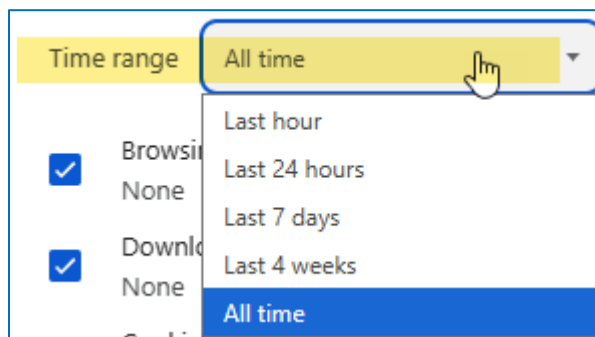 Time range All time
Last hour
Last 24 hours
Last 7 days
Last 4 weeks
All time
None
None